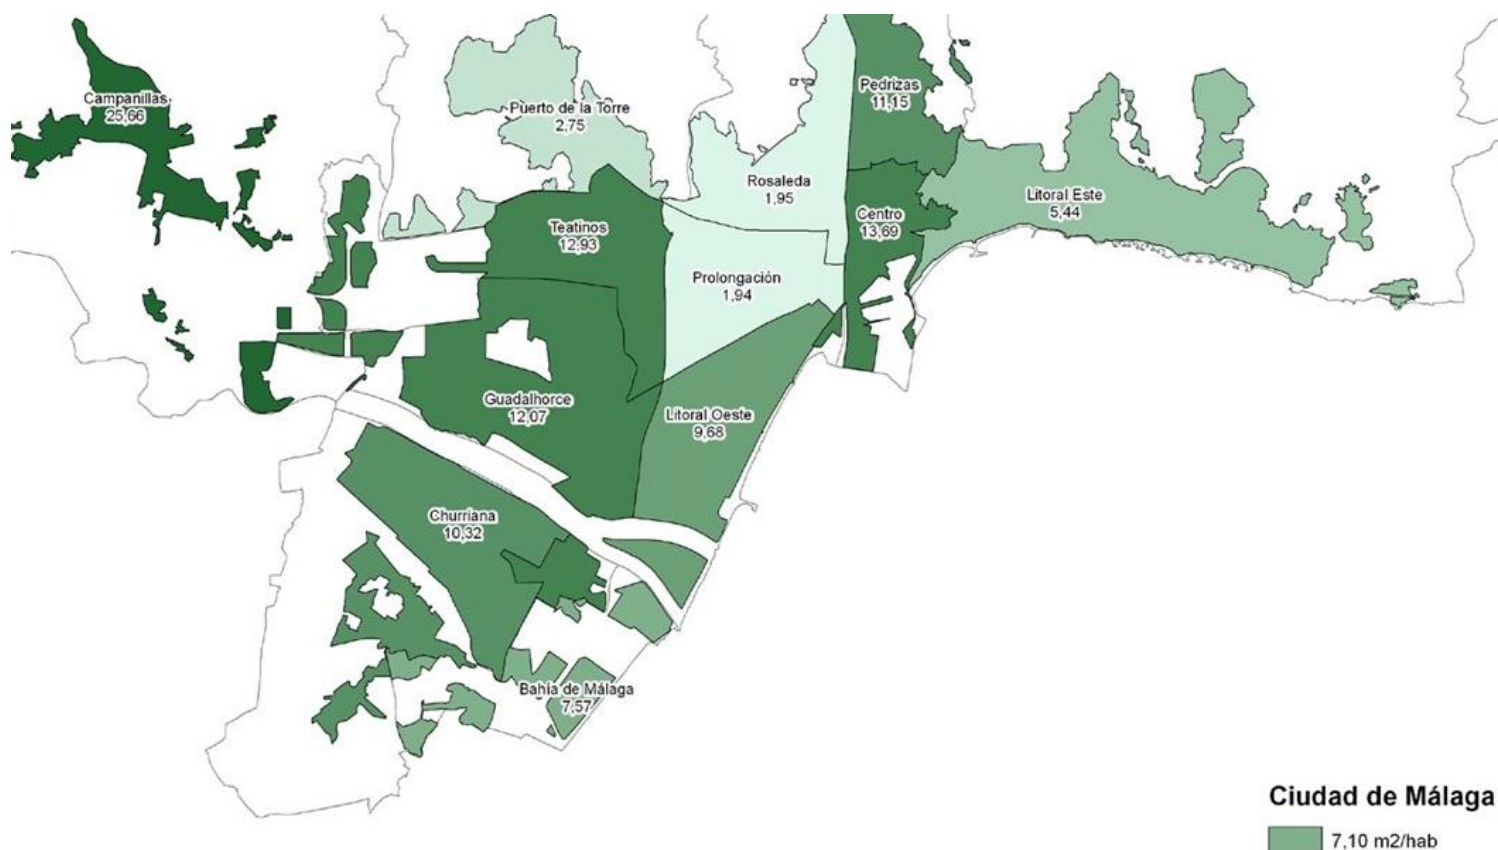 Campanillas
25,66
Puerto de la Torre
2,75
Pedrizas
11,15
Rosaleda
1,95
Litoral Este
5,44
Centro
13,69
Teatinos
12,93
Prolongación
1,94
Guadalhorce
12,07
Litoral Oeste
9,68
Churriana
10,32
Bahía de Málaga
7,57
Ciudad de Málaga
7,10 m2/hab